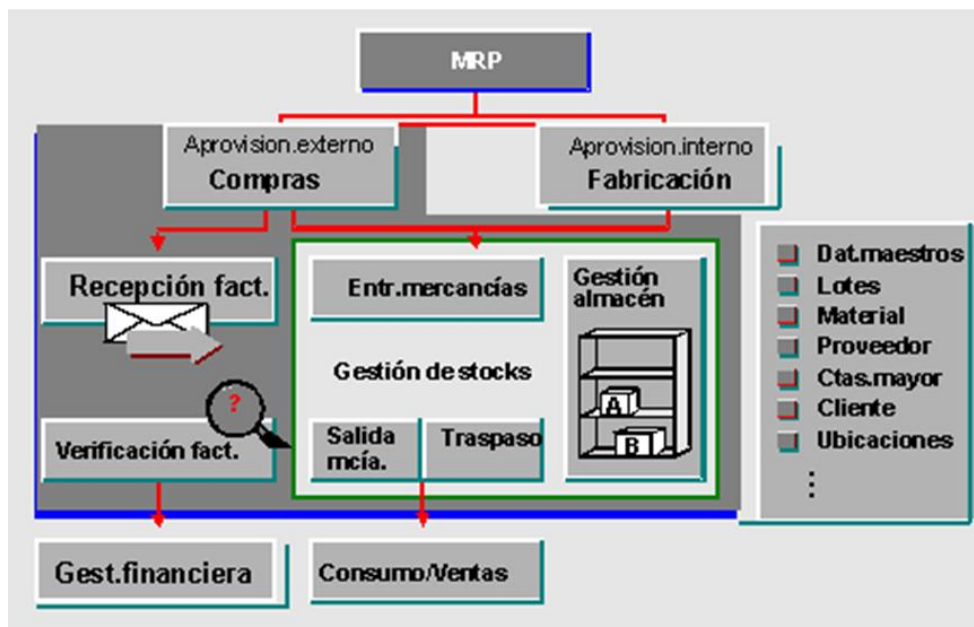 MRP
Aprovision.externo
Compras
Aprovision.interno
Fabricación
Recepción fact.
Entr.mercancías
Gestión
almacén
Gestión de stocks
A
B
?
Verificación fact.
Salida
mcía.
Traspaso
Gest.financiera
Consumo/Ventas
Dat.maestros
Lotes
Material
Proveedor
Ctas.mayor
Cliente
Ubicaciones
⋮